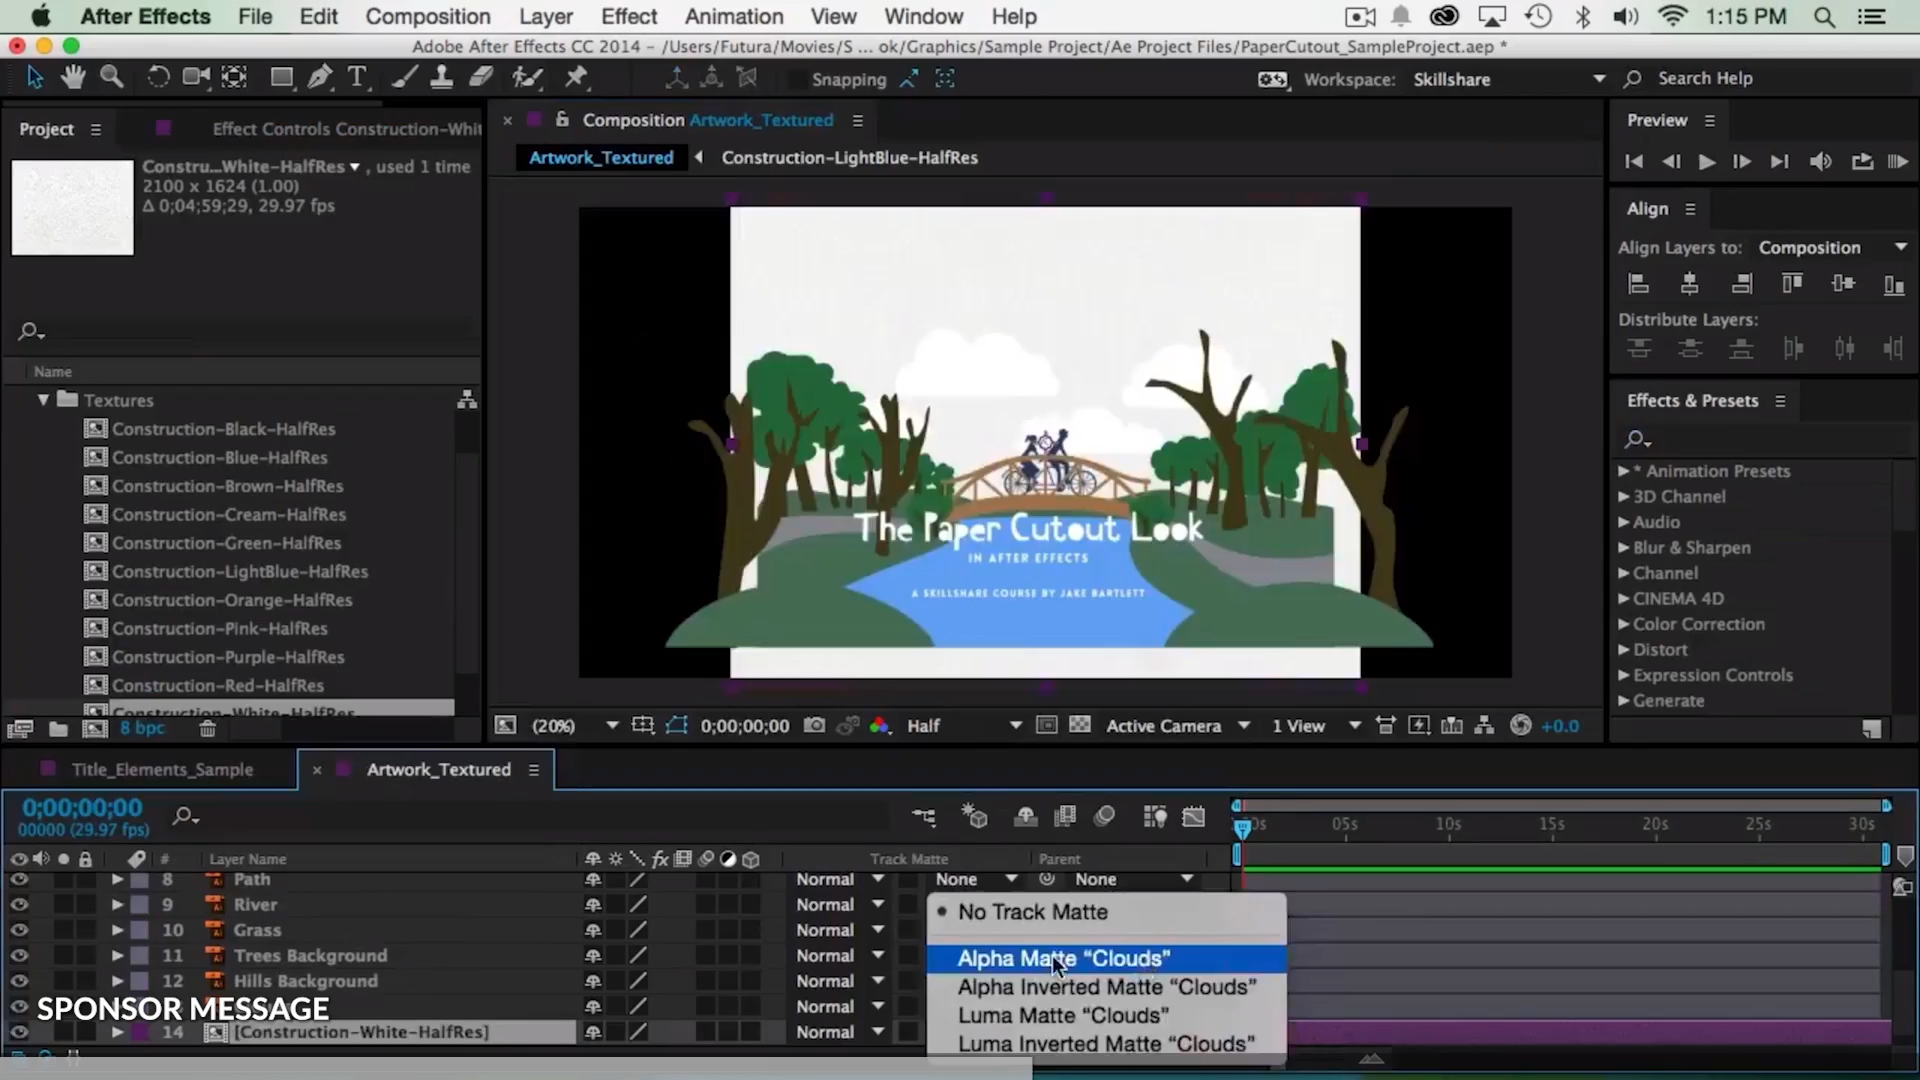 After Effects File Edit Composition Layer Effect Animation View Window Help 1:15 PM
Adobe After Effects CC 2014 - /Users/Futura/Movies/S ... ok/Graphics/Sample Project/Ae Project Files/PaperCutout_SampleProject.aep *
Snapping Workspace: Skillshare Search Help
Project Effect Controls Construction-Whit
Constru...White-HalfRes , used 1 time
2100 x 1624 (1.00)
Δ 0;04;59;29, 29.97 fps
Name
Textures
Construction-Black-HalfRes
Construction-Blue-HalfRes
Construction-Brown-HalfRes
Construction-Cream-HalfRes
Construction-Green-HalfRes
Construction-LightBlue-HalfRes
Construction-Orange-HalfRes
Construction-Pink-HalfRes
Construction-Purple-HalfRes
Construction-Red-HalfRes
Construction-White-HalfRes
8 bpc
Composition Artwork_Textured
Artwork_Textured Construction-LightBlue-HalfRes
The Paper Cutout Look
IN AFTER EFFECTS
A SKILLSHARE COURSE BY JAKE BARTLETT
(20%) 0;00;00;00 Half Active Camera 1 View +0.0
Preview
Align
Align Layers to: Composition
Distribute Layers:
Effects & Presets
* Animation Presets
3D Channel
Audio
Blur & Sharpen
Channel
CINEMA 4D
Color Correction
Distort
Expression Controls
Generate
Title_Elements_Sample Artwork_Textured
0;00;00;00
00000 (29.97 fps)
05s 10s 15s 20s 25s 30s
# Layer Name fx Track Matte Parent
8 Path Normal None None
9 River Normal
10 Grass Normal
11 Trees Background Normal
12 Hills Background Normal
Normal
14 [Construction-White-HalfRes] Normal
No Track Matte
Alpha Matte “Clouds”
Alpha Inverted Matte “Clouds”
Luma Matte “Clouds”
Luma Inverted Matte “Clouds”
SPONSOR MESSAGE